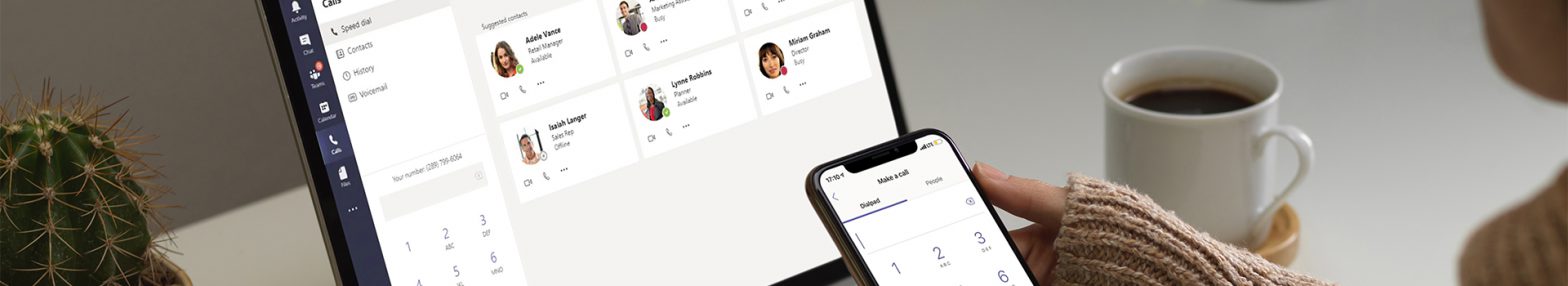 Activity
Chat
Teams
Calendar
Calls
Files
Calls
Speed dial
Contacts
History
Voicemail
Your number: (289) 799-6064
1
2
ABC
3
DEF
4
5
JKL
6
MNO
Suggested contacts
Adele Vance
Retail Manager
Available
Marketing
Busy
Isaiah Langer
Sales Rep
Offline
Lynne Robbins
Planner
Available
Miriam Graham
Director
Busy
17:10
LTE
Make a call
Dialpad
People
1
2
ABC
3
DEF
6